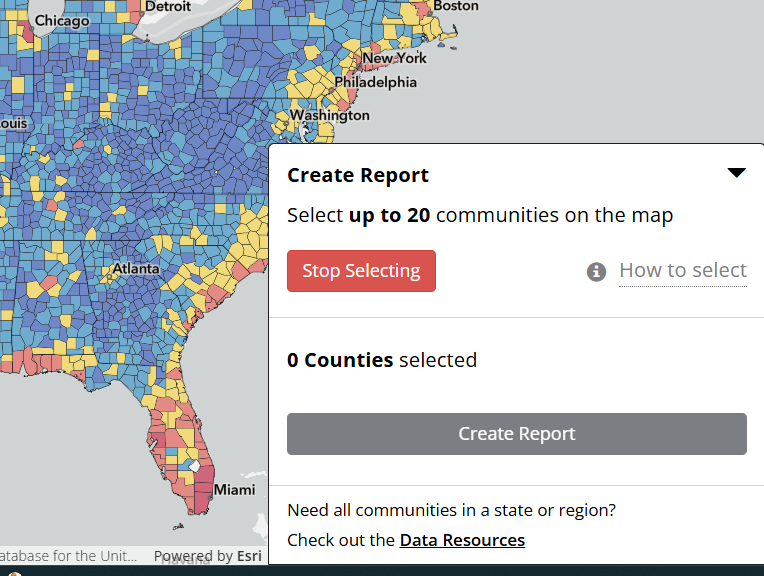 Detroit
Boston
Chicago
New York
Philadelphia
Washington
ouis
Create Report
Select up to 20 communities on the map
Stop Selecting
How to select
Atlanta
0 Counties selected
Create Report
Miami
Need all communities in a state or region?
Check out the Data Resources
atabase for the Unit... Powered by Esri
Havana